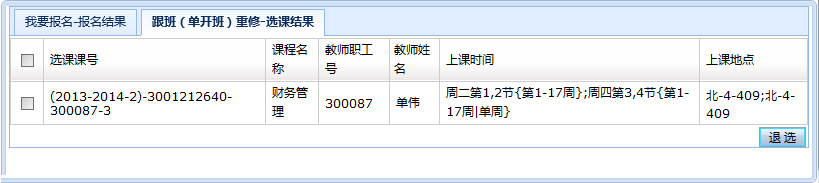 我要报名-报名结果 跟班（单开班）重修-选课结果
选课课号 课程名称 教师职工号 教师姓名 上课时间 上课地点
(2013-2014-2)-3001212640-300087-3 财务管理 300087 单伟 周二第1,2节{第1-17周};周四第3,4节{第1-17周|单周} 北-4-409;北-4-409
退 选